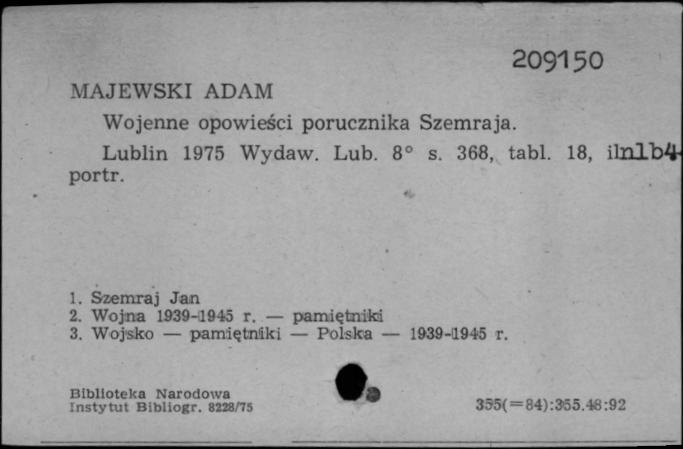 209150
MAJEWSKI ADAM
Wojenne opowieści porucznika Szemraja.
Lublin 1975 Wydaw. Lub. 8° s. 368, tabl. 18, ilnlb4
portr.
1. Szemraj Jan
2. Wojna 1939-1945 r. — pamiętniki
3. Wojsko — pamiętniki — Polska — 1939-1945 r.
Biblioteka Narodowa
Instytut Bibliogr. 8228/75
355(=84):355.48:92